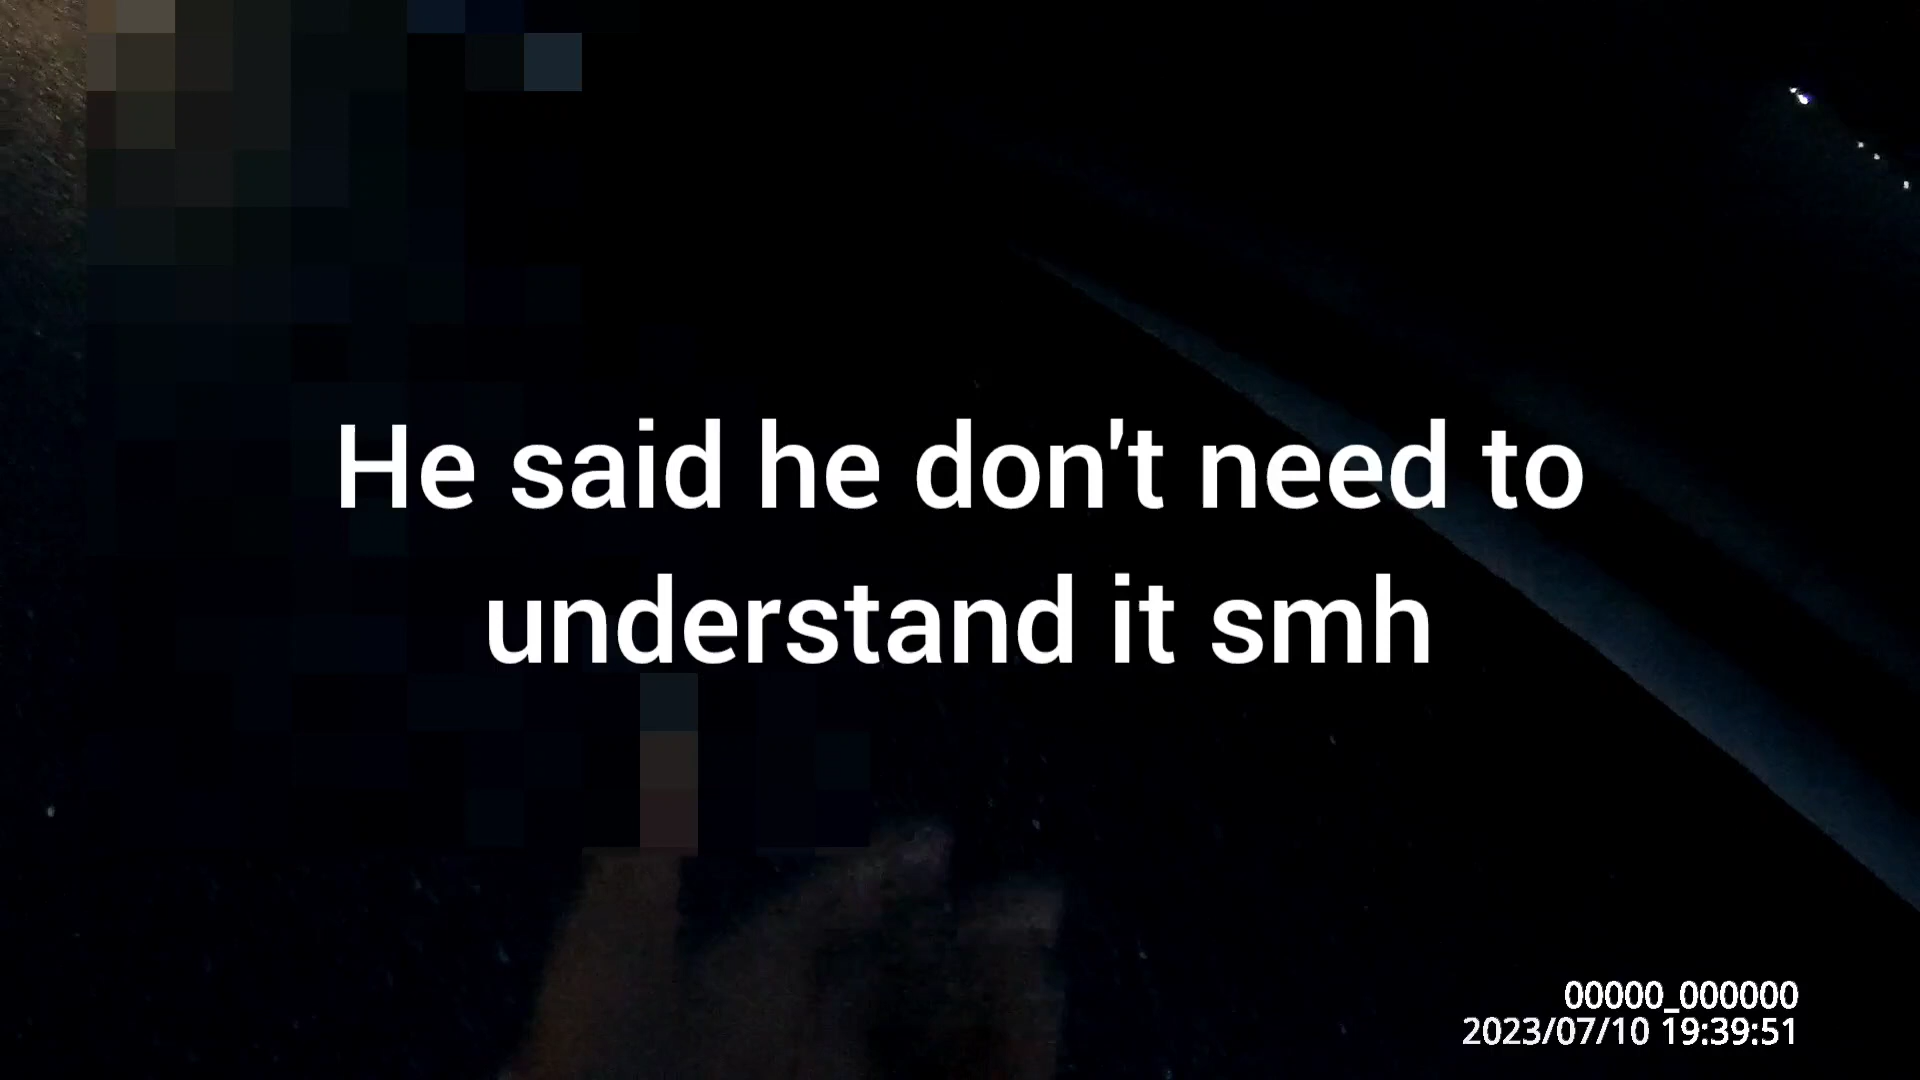 He said he don't need to
understand it smh
00000_000000
2023/07/10 19:39:51